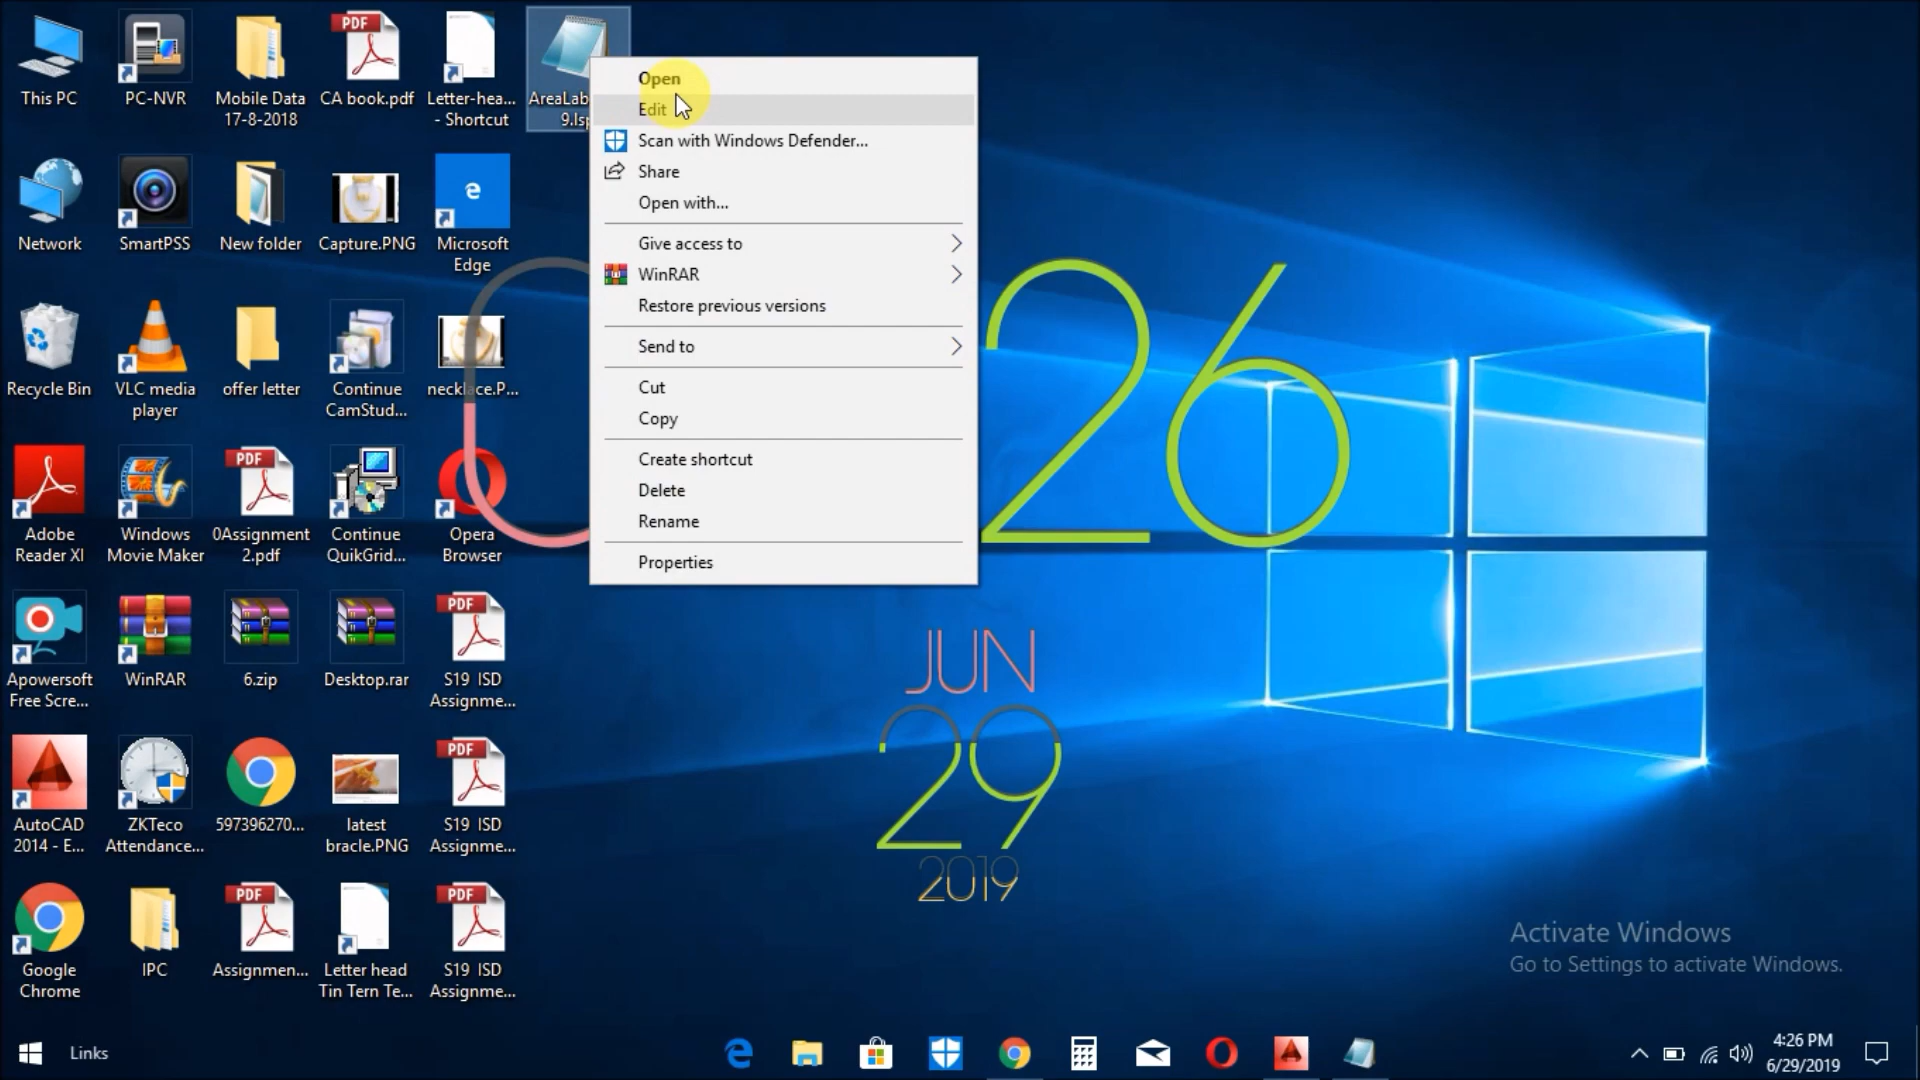 This PC
PC-NVR
Mobile Data
17-8-2018
PDF
CA book.pdf
Letter-hea...
- Shortcut
AreaLab
9.lsp
Network
SmartPSS
New folder
Capture.PNG
Microsoft
Edge
Recycle Bin
VLC media
player
offer letter
Continue
CamStud...
necklace.P...
Adobe
Reader XI
Windows
Movie Maker
PDF
0Assignment
2.pdf
Continue
QuikGrid...
Opera
Browser
Apowersoft
Free Scre...
WinRAR
6.zip
Desktop.rar
PDF
S19 ISD
Assignme...
AutoCAD
2014 - E...
ZKTeco
Attendance...
597396270...
latest
bracle.PNG
PDF
S19 ISD
Assignme...
Google
Chrome
IPC
PDF
Assignmen...
Letter head
Tin Tern Te...
PDF
S19 ISD
Assignme...
Open
Edit
Scan with Windows Defender...
Share
Open with...
Give access to
WinRAR
Restore previous versions
Send to
Cut
Copy
Create shortcut
Delete
Rename
Properties
26
JUN
29
2019
Activate Windows
Go to Settings to activate Windows.
Links
4:26 PM
6/29/2019